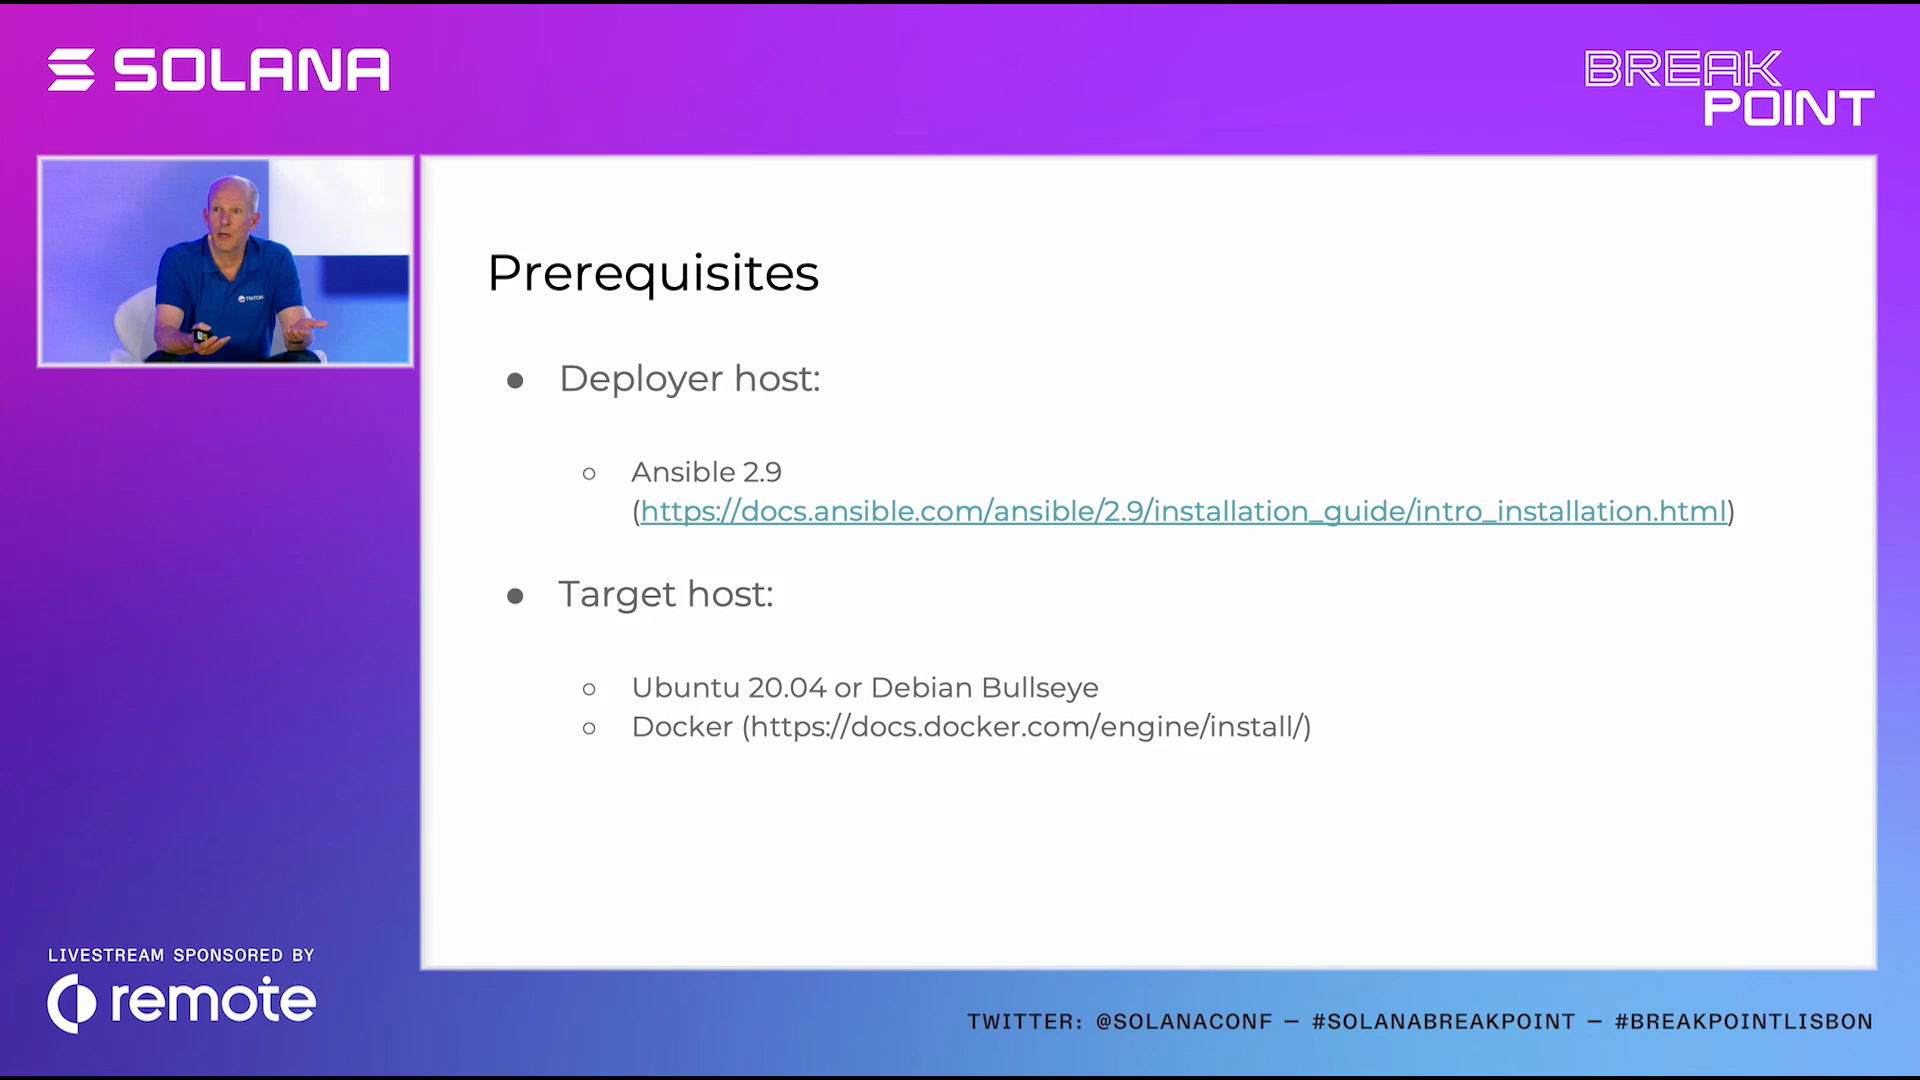 SOLANA
BREAK
POINT
TRITON
Prerequisites
● Deployer host:
○ Ansible 2.9
(https://docs.ansible.com/ansible/2.9/installation_guide/intro_installation.html)
● Target host:
○ Ubuntu 20.04 or Debian Bullseye
○ Docker (https://docs.docker.com/engine/install/)
LIVESTREAM SPONSORED BY
remote
TWITTER: @SOLANACONF — #SOLANABREAKPOINT — #BREAKPOINTLISBON